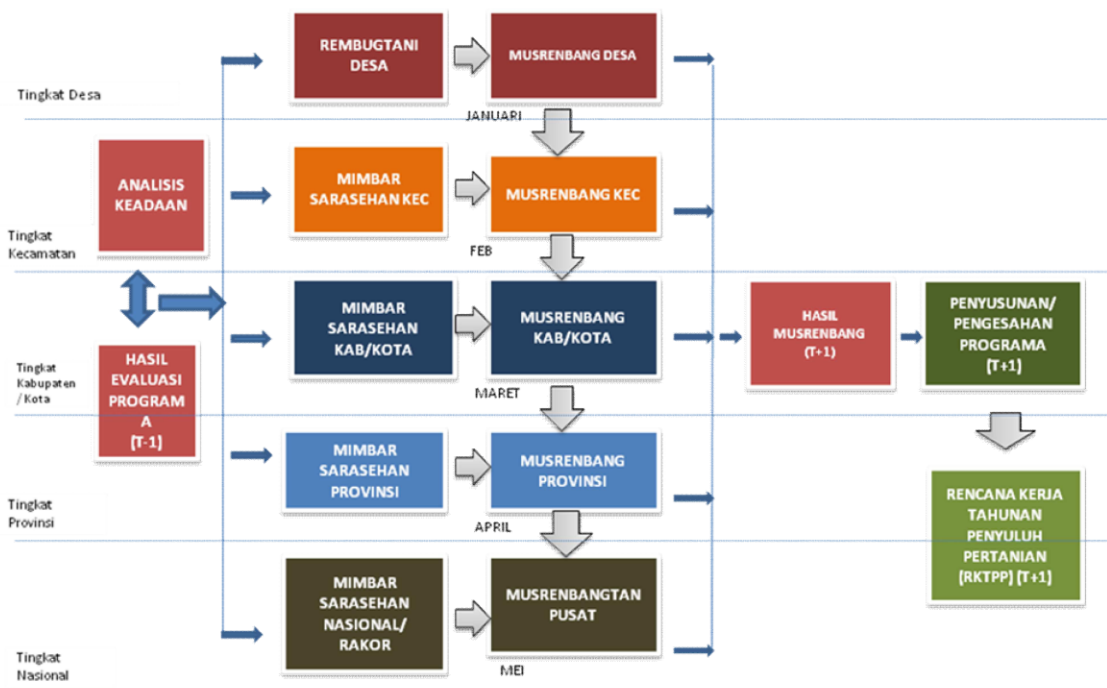 REMBUGTANI
DESA
MUSRENBANG DESA
Tingkat Desa
JANUARI
ANALISIS
KEADAAN
MIMBAR
SARASEHAN KEC
MUSRENBANG KEC
Tingkat
Kecamatan
FEB
MIMBAR
SARASEHAN
KAB/KOTA
MUSRENBANG
KAB/KOTA
HASIL
MUSRENBANG
(T+1)
PENYUSUNAN/
PENGESAHAN
PROGRAMA
(T+1)
HASIL
EVALUASI
PROGRAM
A
(T-1)
Tingkat
Kabupaten
/ Kota
MARET
MIMBAR
SARASEHAN
PROVINSI
MUSRENBANG
PROVINSI
Tingkat
Provinsi
APRIL
RENCANA KERJA
TAHUNAN
PENYULUH
PERTANIAN
(RKTPP) (T+1)
MIMBAR
SARASEHAN
NASIONAL/
RAKOR
MUSRENBANGTAN
PUSAT
Tingkat
Nasional
MEI